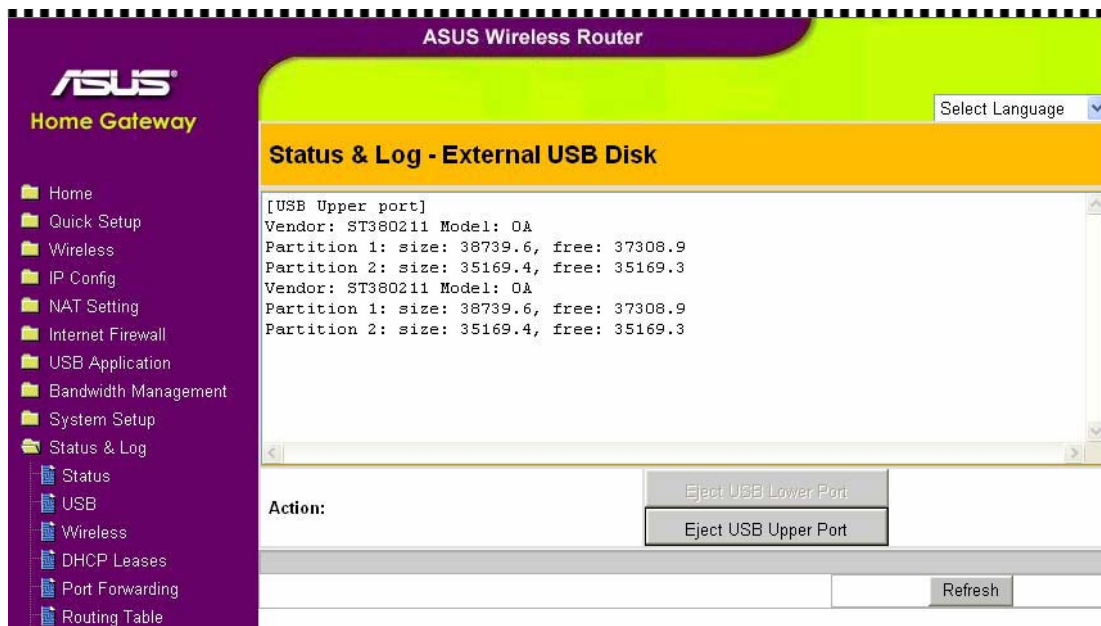 ASUS Wireless Router
ASUS
Home Gateway
Select Language
Status & Log - External USB Disk
Home
Quick Setup
Wireless
IP Config
NAT Setting
Internet Firewall
USB Application
Bandwidth Management
System Setup
Status & Log
Status
USB
Wireless
DHCP Leases
Port Forwarding
Routing Table
[USB Upper port]
Vendor: ST380211 Model: 0A
Partition 1: size: 38739.6, free: 37308.9
Partition 2: size: 35169.4, free: 35169.3
Vendor: ST380211 Model: 0A
Partition 1: size: 38739.6, free: 37308.9
Partition 2: size: 35169.4, free: 35169.3
Action:
Eject USB Lower Port
Eject USB Upper Port
Refresh